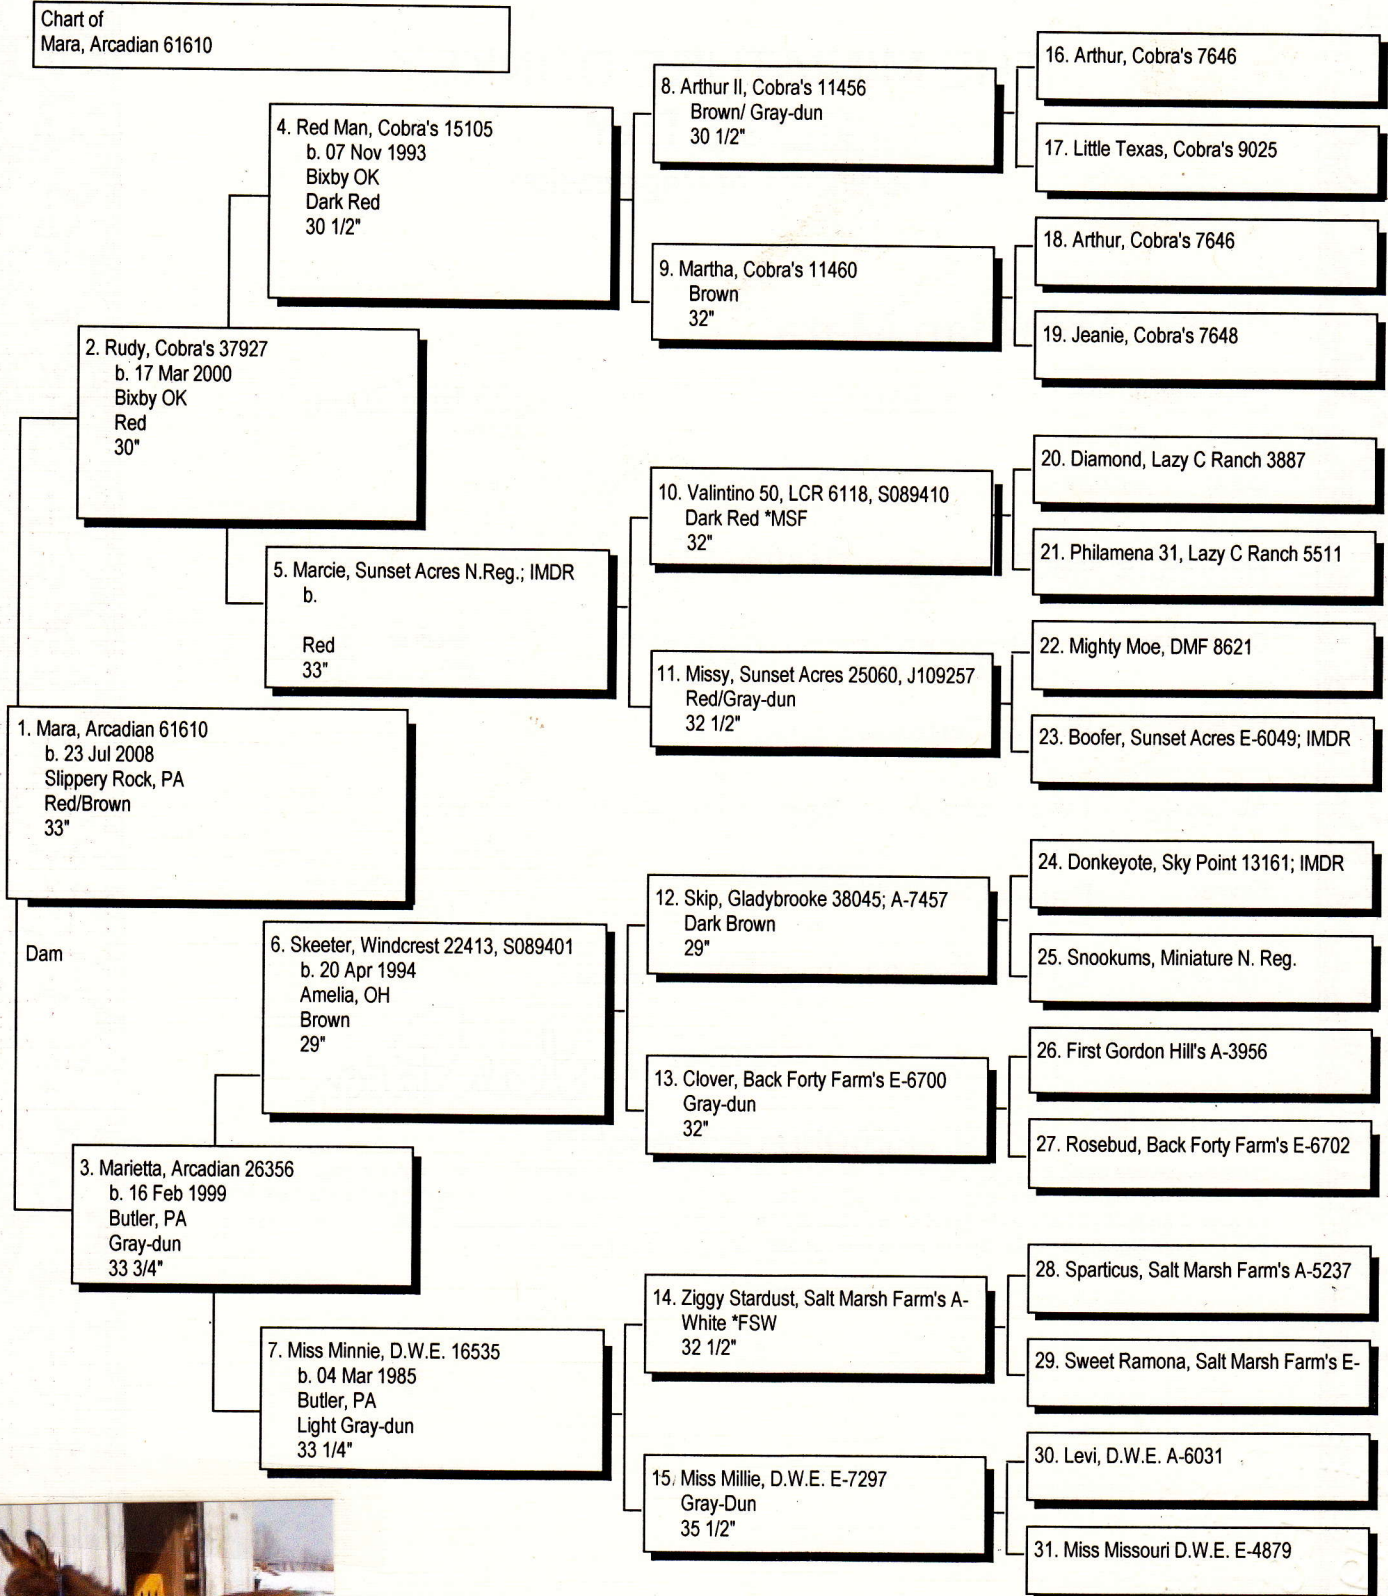 Chart of
Mara, Arcadian 61610
1. Mara, Arcadian 61610
b. 23 Jul 2008
Slippery Rock, PA
Red/Brown
33"
Dam
2. Rudy, Cobra's 37927
b. 17 Mar 2000
Bixby OK
Red
30"
3. Marietta, Arcadian 26356
b. 16 Feb 1999
Butler, PA
Gray-dun
33 3/4"
4. Red Man, Cobra's 15105
b. 07 Nov 1993
Bixby OK
Dark Red
30 1/2"
5. Marcie, Sunset Acres N.Reg.; IMDR
b.
Red
33"
6. Skeeter, Windcrest 22413, S089401
b. 20 Apr 1994
Amelia, OH
Brown
29"
7. Miss Minnie, D.W.E. 16535
b. 04 Mar 1985
Butler, PA
Light Gray-dun
33 1/4"
8. Arthur II, Cobra's 11456
Brown/ Gray-dun
30 1/2"
9. Martha, Cobra's 11460
Brown
32"
10. Valintino 50, LCR 6118, S089410
Dark Red *MSF
32"
11. Missy, Sunset Acres 25060, J109257
Red/Gray-dun
32 1/2"
12. Skip, Gladybrooke 38045; A-7457
Dark Brown
29"
13. Clover, Back Forty Farm's E-6700
Gray-dun
32"
14. Ziggy Stardust, Salt Marsh Farm's A-
White *FSW
32 1/2"
15. Miss Millie, D.W.E. E-7297
Gray-Dun
35 1/2"
16. Arthur, Cobra's 7646
17. Little Texas, Cobra's 9025
18. Arthur, Cobra's 7646
19. Jeanie, Cobra's 7648
20. Diamond, Lazy C Ranch 3887
21. Philamena 31, Lazy C Ranch 5511
22. Mighty Moe, DMF 8621
23. Boofer, Sunset Acres E-6049; IMDR
24. Donkeyote, Sky Point 13161; IMDR
25. Snookums, Miniature N. Reg.
26. First Gordon Hill's A-3956
27. Rosebud, Back Forty Farm's E-6702
28. Sparticus, Salt Marsh Farm's A-5237
29. Sweet Ramona, Salt Marsh Farm's E-
30. Levi, D.W.E. A-6031
31. Miss Missouri D.W.E. E-4879